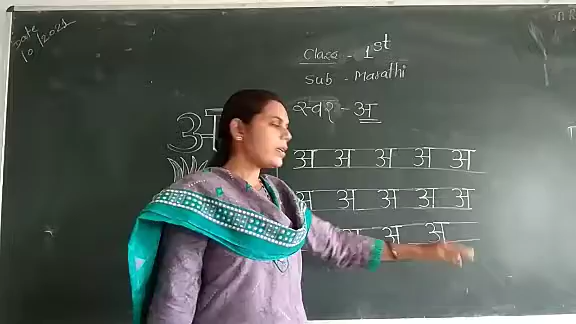 Date
10/2021
Class - 1st
Sub - Marathi
स्वर - अ
अ
अ अ अ अ अ
अ अ अ अ अ
अ अ अ